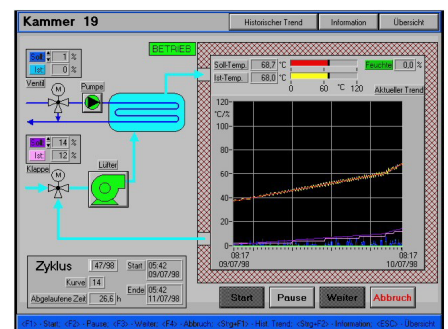 Kammer 19
Historischer Trend
Information
Übersicht
BETRIEB
Soll 1 %
Ist 0 %
Ventil
M
Pumpe
Soll 14 %
Ist 12 %
Klappe
M
Lüfter
Soll-Temp. 68,7 °C
Ist-Temp. 68,0 °C
0 60 °C 120
Feuchte 0,0 %
Aktueller Trend
120
°C/%
100
80
60
40
20
0
08:17
09/07/98
08:17
10/07/98
Zyklus 47/98
Kurve 14
Abgelaufene Zeit 26,6 h
Start 05:42
09/07/98
Ende 05:42
11/07/98
Start
Pause
Weiter
Abbruch
<F1> - Start; <F2> - Pause; <F3> - Weiter; <F4> - Abbruch; <Strg+F1> - Hist. Trend; <Strg+F2> - Information; <ESC> - Übersicht